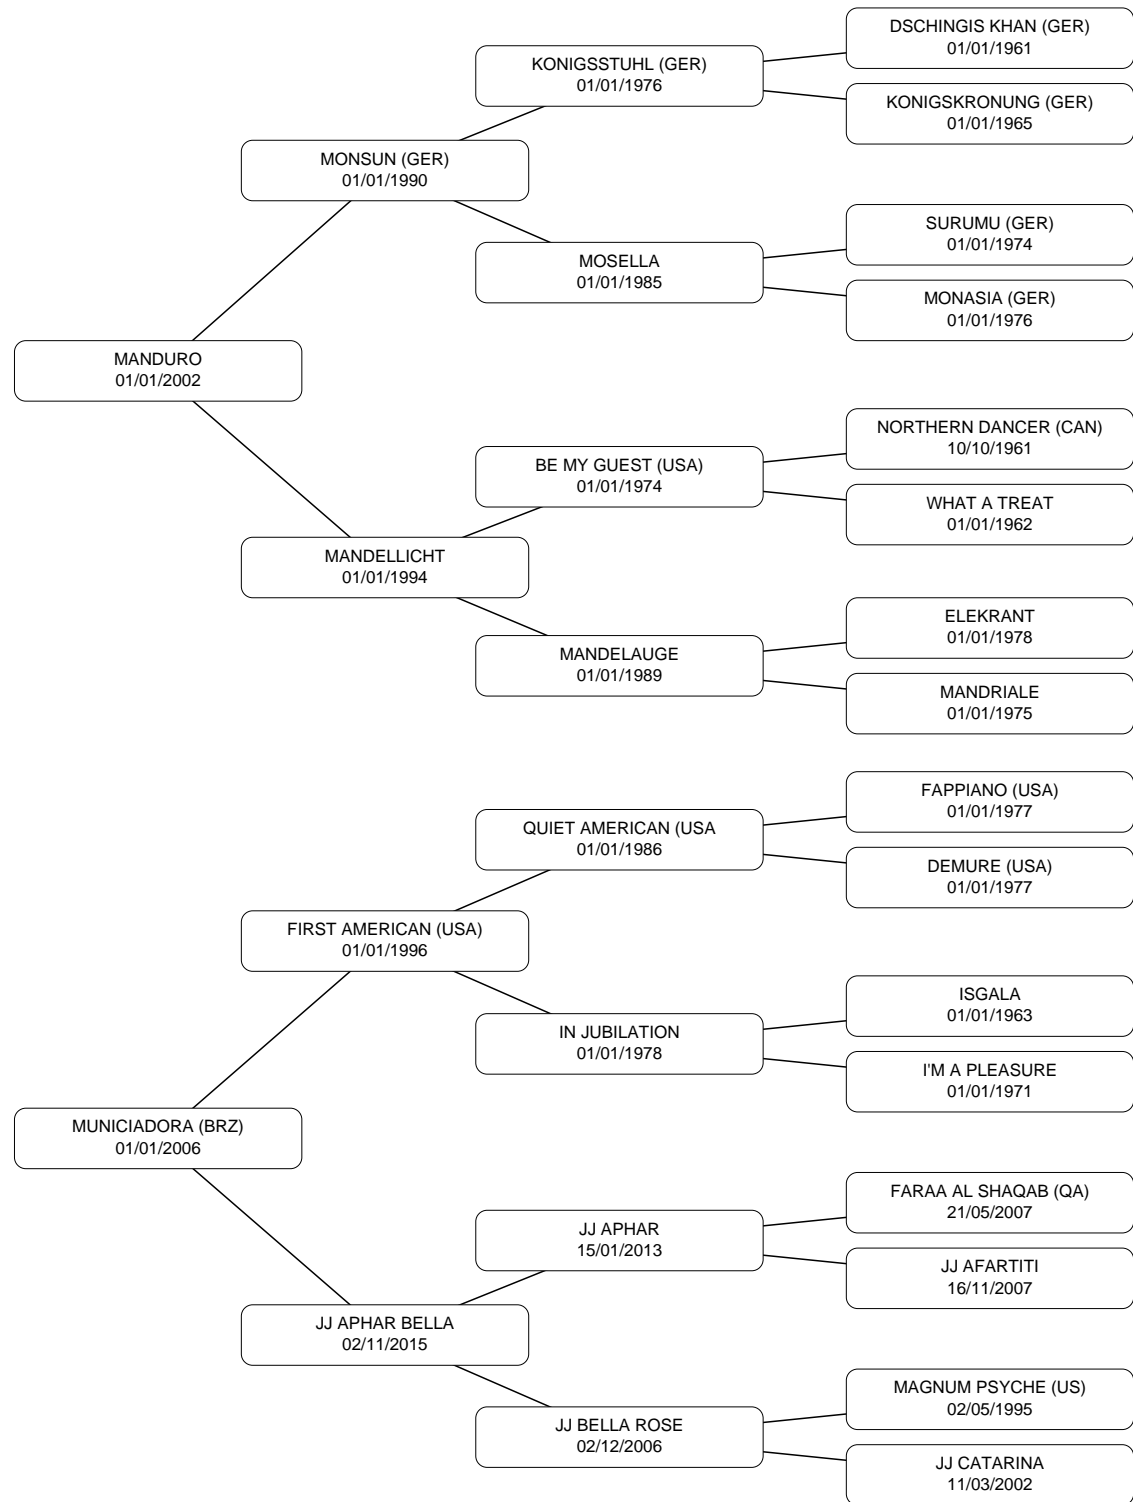 DSCHINGIS KHAN (GER)
01/01/1961
KONIGSSTUHL (GER)
01/01/1976
KONIGSKRONUNG (GER)
01/01/1965
MONSUN (GER)
01/01/1990
SURUMU (GER)
01/01/1974
MOSELLA
01/01/1985
MONASIA (GER)
01/01/1976
MANDURO
01/01/2002
NORTHERN DANCER (CAN)
10/10/1961
BE MY GUEST (USA)
01/01/1974
WHAT A TREAT
01/01/1962
MANDELLICHT
01/01/1994
ELEKRANT
01/01/1978
MANDELAUGE
01/01/1989
MANDRIALE
01/01/1975
FAPPIANO (USA)
01/01/1977
QUIET AMERICAN (USA
01/01/1986
DEMURE (USA)
01/01/1977
FIRST AMERICAN (USA)
01/01/1996
ISGALA
01/01/1963
IN JUBILATION
01/01/1978
I'M A PLEASURE
01/01/1971
MUNICIADORA (BRZ)
01/01/2006
FARAA AL SHAQAB (QA)
21/05/2007
JJ APHAR
15/01/2013
JJ AFARTITI
16/11/2007
JJ APHAR BELLA
02/11/2015
MAGNUM PSYCHE (US)
02/05/1995
JJ BELLA ROSE
02/12/2006
JJ CATARINA
11/03/2002